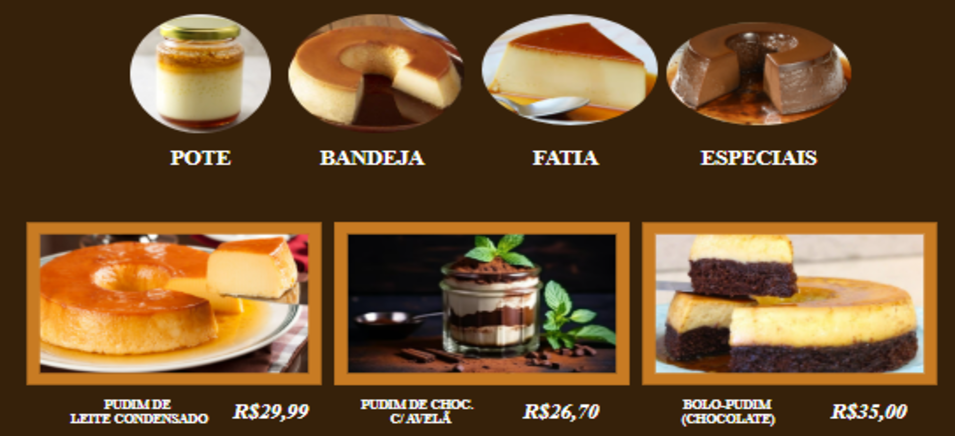 POTE BANDEJA FATIA ESPECIAIS
PUDIM DE
LEITE CONDENSADO
R$29,99
PUDIM DE CHOC.
C/ AVELÃ
R$26,70
BOLO-PUDIM
(CHOCOLATE)
R$35,00